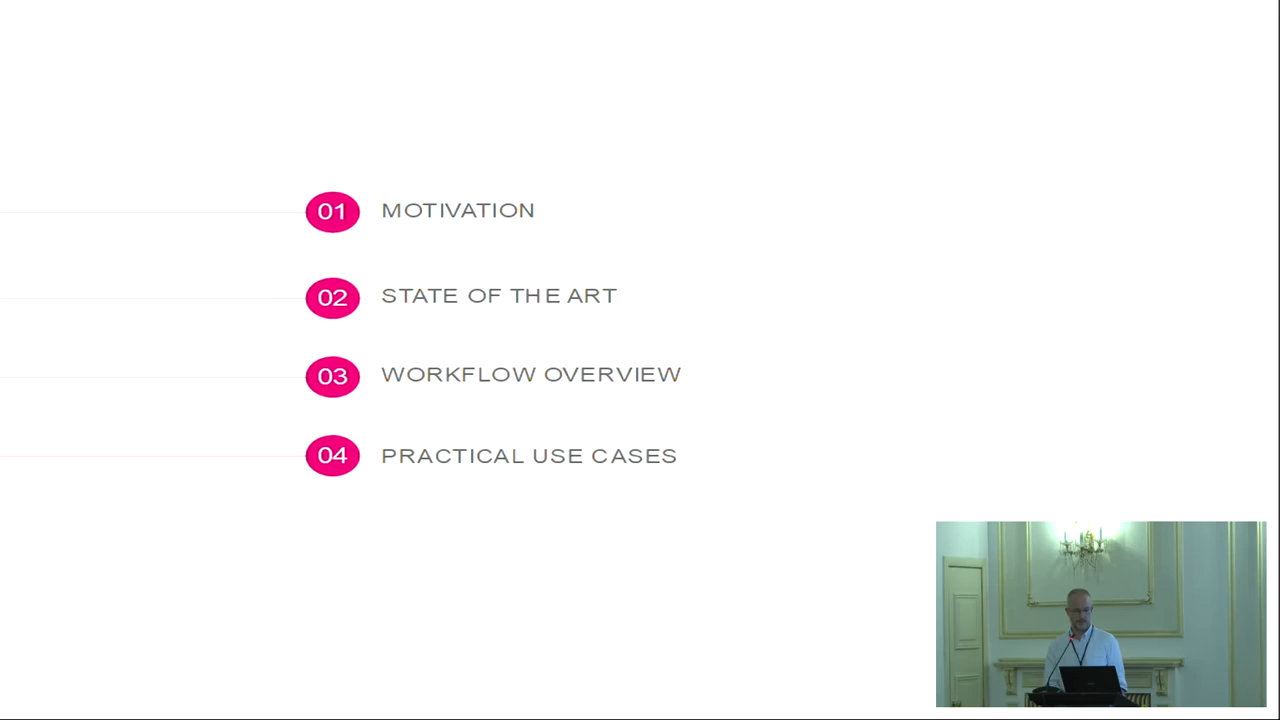 01 MOTIVATION
02 STATE OF THE ART
03 WORKFLOW OVERVIEW
04 PRACTICAL USE CASES